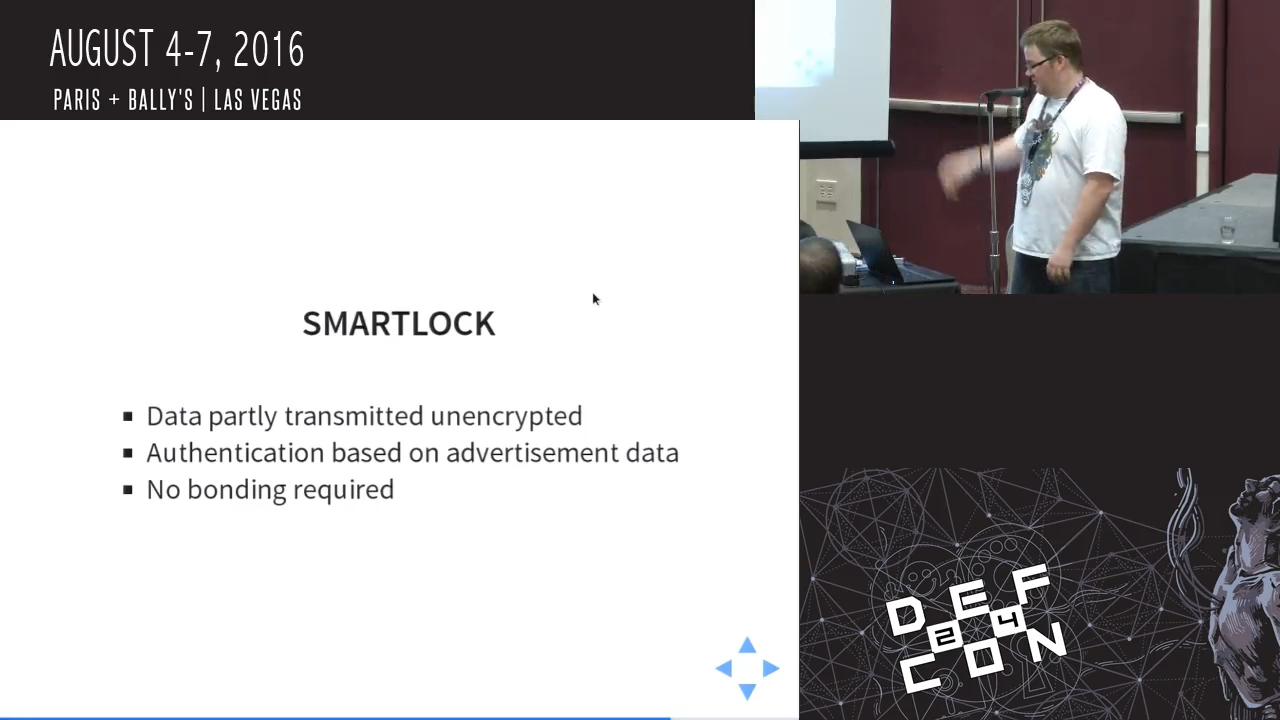 AUGUST 4-7, 2016
PARIS + BALLY'S | LAS VEGAS
SMARTLOCK
Data partly transmitted unencrypted
Authentication based on advertisement data
No bonding required
DEF
24
CON